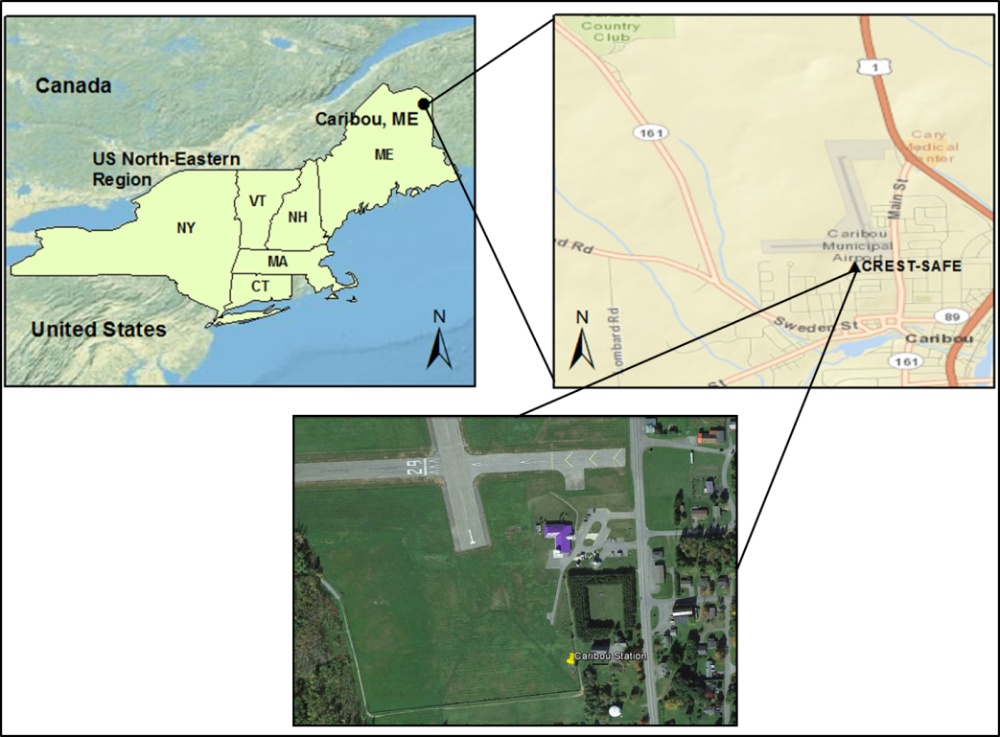 Canada
Caribou, ME
US North-Eastern
Region
ME
VT
NH
NY
MA
CT
United States
N
Country
Club
1
161
Cary
Medical
Center
Main St
Caribou
Municipal
Airport
CREST-SAFE
Rd
Lombard Rd
Sweden St
89
Caribou
161
St
N
29
1
Caribou Station